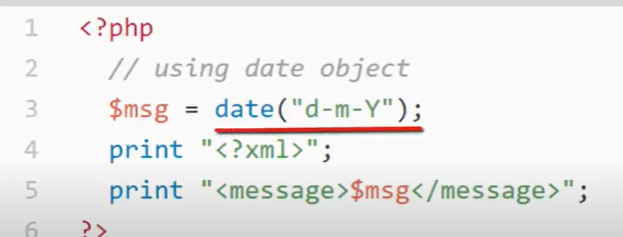 1 <?php
2 // using date object
3 $msg = date("d-m-Y");
4 print "<?xml>";
5 print "<message>$msg</message>";
6 ?>